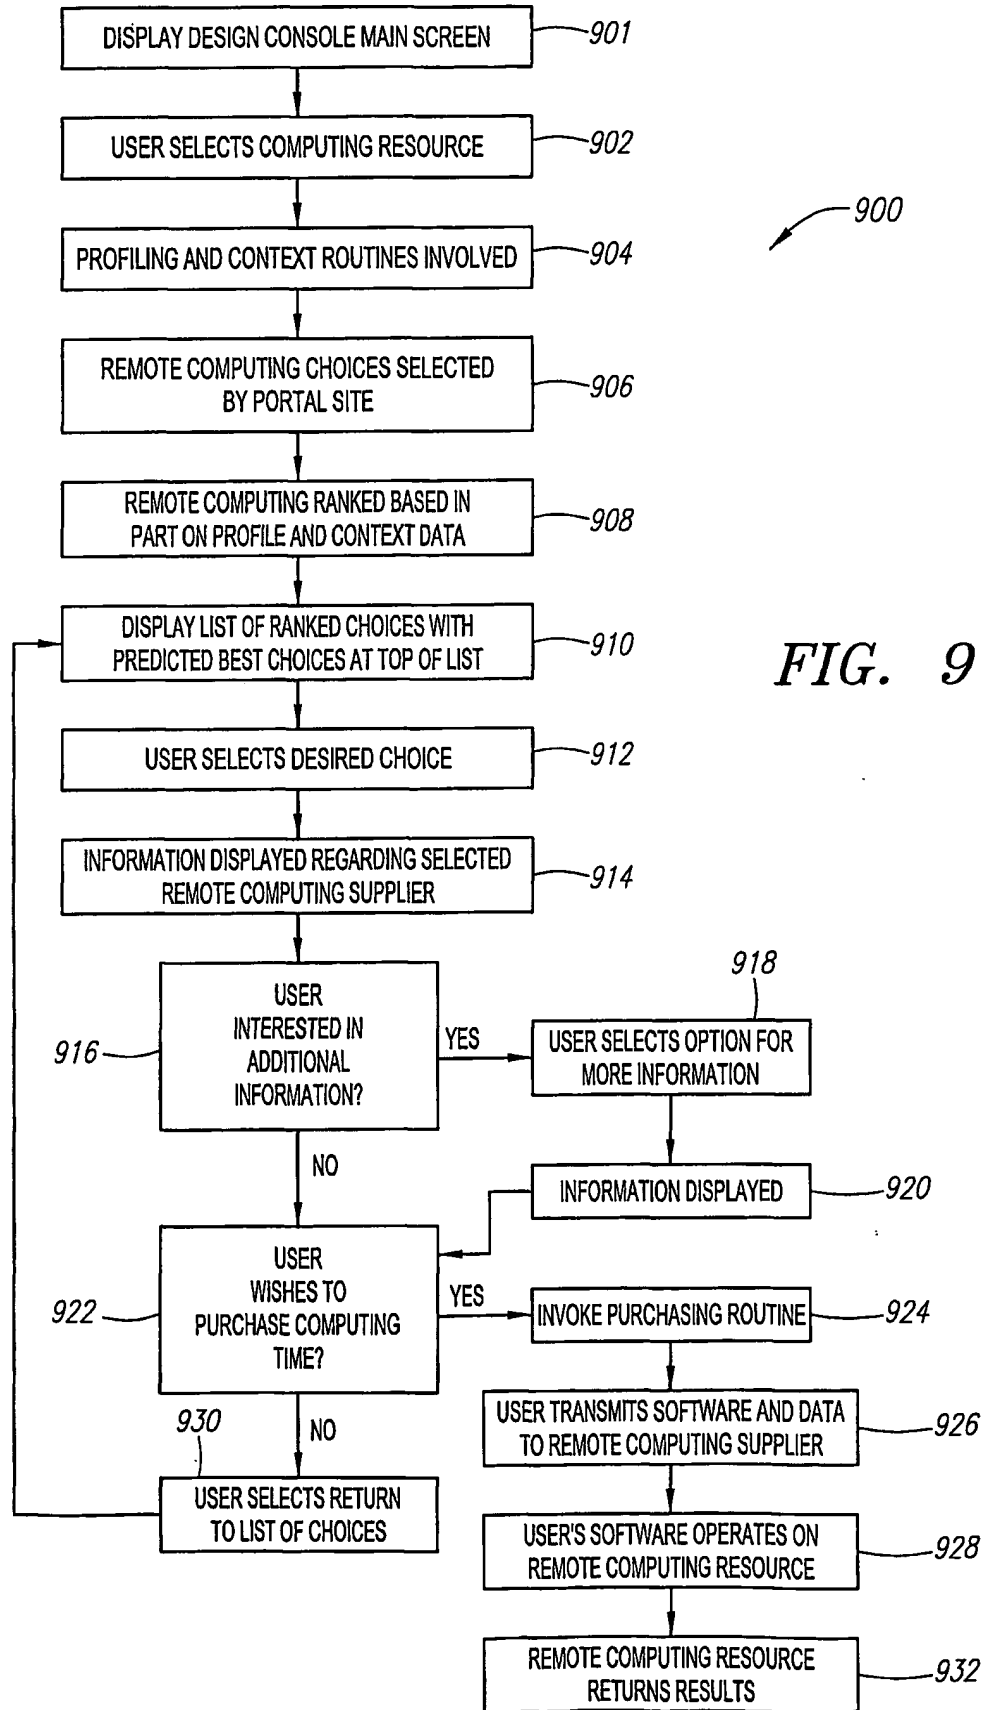 DISPLAY DESIGN CONSOLE MAIN SCREEN
901
USER SELECTS COMPUTING RESOURCE
902
900
PROFILING AND CONTEXT ROUTINES INVOLVED
904
REMOTE COMPUTING CHOICES SELECTED
BY PORTAL SITE
906
REMOTE COMPUTING RANKED BASED IN
PART ON PROFILE AND CONTEXT DATA
908
DISPLAY LIST OF RANKED CHOICES WITH
PREDICTED BEST CHOICES AT TOP OF LIST
910
FIG. 9
USER SELECTS DESIRED CHOICE
912
INFORMATION DISPLAYED REGARDING SELECTED
REMOTE COMPUTING SUPPLIER
914
USER
INTERESTED IN
ADDITIONAL
INFORMATION?
916
YES
918
USER SELECTS OPTION FOR
MORE INFORMATION
NO
INFORMATION DISPLAYED
920
USER
WISHES TO
PURCHASE COMPUTING
TIME?
922
YES
INVOKE PURCHASING ROUTINE
924
USER TRANSMITS SOFTWARE AND DATA
TO REMOTE COMPUTING SUPPLIER
926
NO
930
USER SELECTS RETURN
TO LIST OF CHOICES
USER'S SOFTWARE OPERATES ON
REMOTE COMPUTING RESOURCE
928
REMOTE COMPUTING RESOURCE
RETURNS RESULTS
932